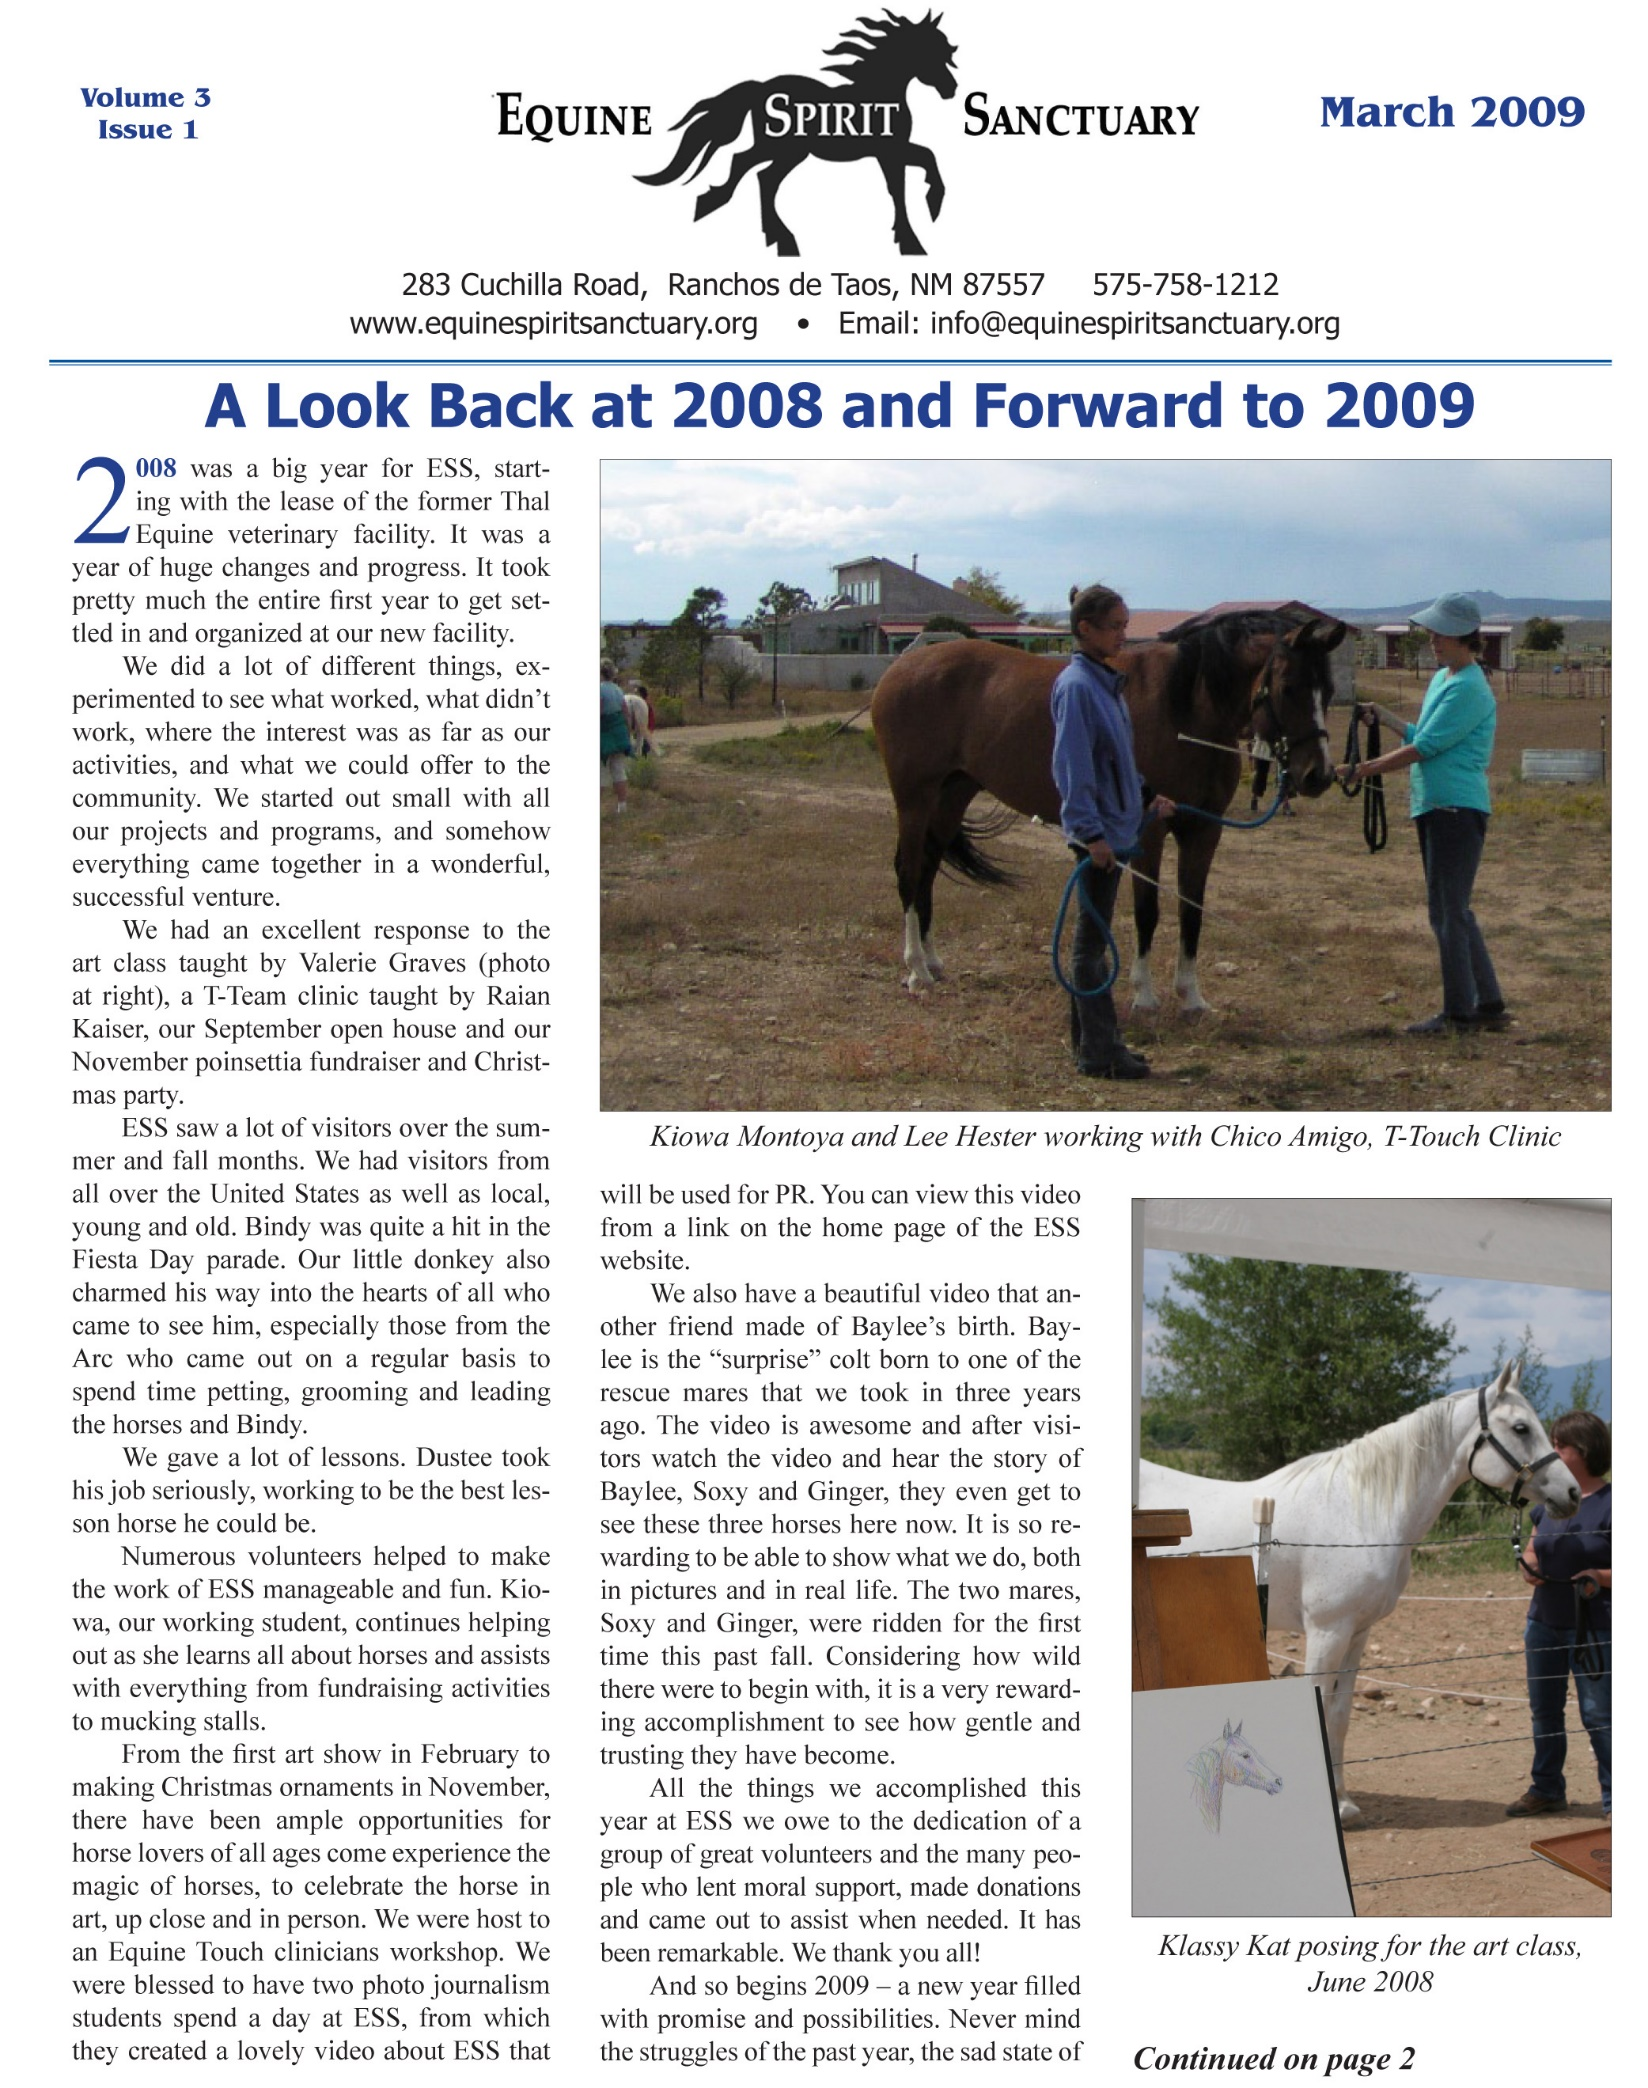 Volume 3
Issue 1
EQUINE SPIRIT SANCTUARY
March 2009
283 Cuchilla Road, Ranchos de Taos, NM 87557 575-758-1212
www.equinespiritsanctuary.org • Email: info@equinespiritsanctuary.org
A Look Back at 2008 and Forward to 2009
2008 was a big year for ESS, start-
ing with the lease of the former Thal
Equine veterinary facility. It was a
year of huge changes and progress. It took
pretty much the entire first year to get set-
tled in and organized at our new facility.
We did a lot of different things, ex-
perimented to see what worked, what didn’t
work, where the interest was as far as our
activities, and what we could offer to the
community. We started out small with all
our projects and programs, and somehow
everything came together in a wonderful,
successful venture.
We had an excellent response to the
art class taught by Valerie Graves (photo
at right), a T-Team clinic taught by Raian
Kaiser, our September open house and our
November poinsettia fundraiser and Christ-
mas party.
ESS saw a lot of visitors over the sum-
mer and fall months. We had visitors from
all over the United States as well as local,
young and old. Bindy was quite a hit in the
Fiesta Day parade. Our little donkey also
charmed his way into the hearts of all who
came to see him, especially those from the
Arc who came out on a regular basis to
spend time petting, grooming and leading
the horses and Bindy.
We gave a lot of lessons. Dustee took
his job seriously, working to be the best les-
son horse he could be.
Numerous volunteers helped to make
the work of ESS manageable and fun. Kio-
wa, our working student, continues helping
out as she learns all about horses and assists
with everything from fundraising activities
to mucking stalls.
From the first art show in February to
making Christmas ornaments in November,
there have been ample opportunities for
horse lovers of all ages come experience the
magic of horses, to celebrate the horse in
art, up close and in person. We were host to
an Equine Touch clinicians workshop. We
were blessed to have two photo journalism
students spend a day at ESS, from which
they created a lovely video about ESS that
Kiowa Montoya and Lee Hester working with Chico Amigo, T-Touch Clinic
will be used for PR. You can view this video
from a link on the home page of the ESS
website.
We also have a beautiful video that an-
other friend made of Baylee’s birth. Bay-
lee is the “surprise” colt born to one of the
rescue mares that we took in three years
ago. The video is awesome and after visi-
tors watch the video and hear the story of
Baylee, Soxy and Ginger, they even get to
see these three horses here now. It is so re-
warding to be able to show what we do, both
in pictures and in real life. The two mares,
Soxy and Ginger, were ridden for the first
time this past fall. Considering how wild
there were to begin with, it is a very reward-
ing accomplishment to see how gentle and
trusting they have become.
All the things we accomplished this
year at ESS we owe to the dedication of a
group of great volunteers and the many peo-
ple who lent moral support, made donations
and came out to assist when needed. It has
been remarkable. We thank you all!
And so begins 2009 – a new year filled
with promise and possibilities. Never mind
the struggles of the past year, the sad state of
Klassy Kat posing for the art class,
June 2008
Continued on page 2